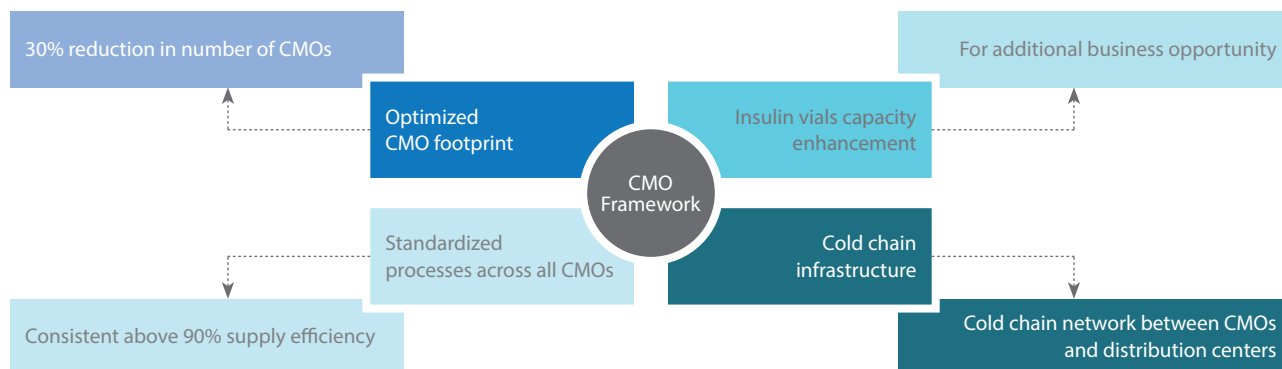 30% reduction in number of CMOs
For additional business opportunity
Optimized
CMO footprint
Insulin vials capacity
enhancement
CMO
Framework
Standardized
processes across all CMOs
Cold chain
infrastructure
Consistent above 90% supply efficiency
Cold chain network between CMOs
and distribution centers